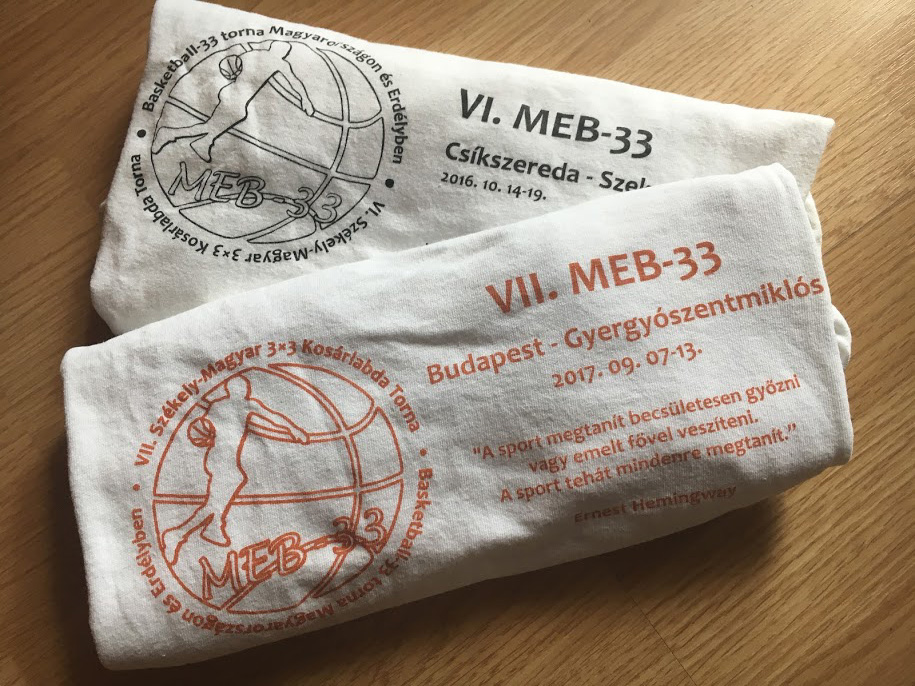 Basketball-33 torna Magyarországon és Erdélyben
VI. Székely-Magyar 3×3 Kosárlabda Torna
MEB-33
VI. MEB-33
Csíkszereda -
2016. 10. 14-19.
VII. Székely-Magyar 3×3 Kosárlabda Torna
Basketball-33 torna Magyarországon és Erdélyben
MEB-33
VII. MEB-33
Budapest - Gyergyószentmiklós
2017. 09. 07-13.
"A sport megtanít becsületesen győzni
vagy emelt fővel veszíteni.
A sport tehát mindenre megtanít."
Ernest Hemingway